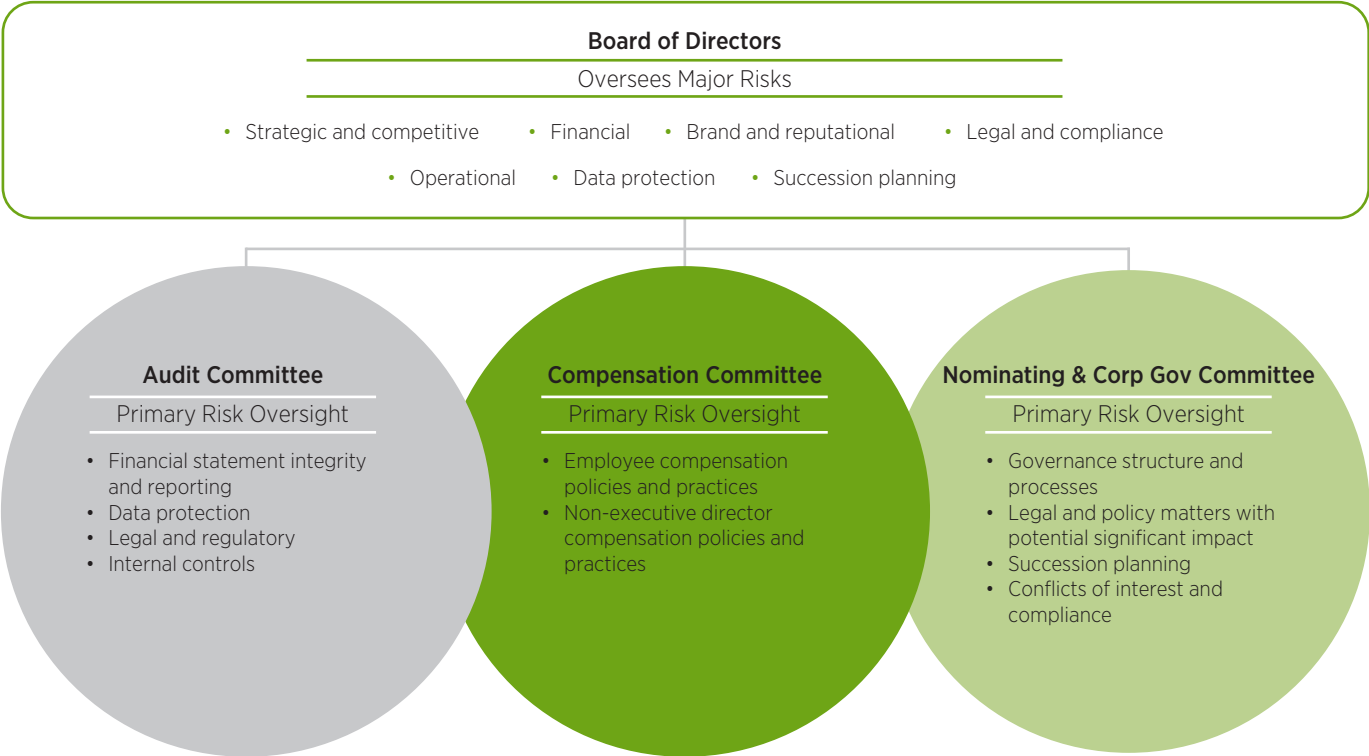 Board of Directors
Oversees Major Risks
• Strategic and competitive • Financial • Brand and reputational • Legal and compliance
• Operational • Data protection • Succession planning
Audit Committee
Primary Risk Oversight
• Financial statement integrity
and reporting
• Data protection
• Legal and regulatory
• Internal controls
Compensation Committee
Primary Risk Oversight
• Employee compensation
policies and practices
• Non-executive director
compensation policies and
practices
Nominating & Corp Gov Committee
Primary Risk Oversight
• Governance structure and
processes
• Legal and policy matters with
potential significant impact
• Succession planning
• Conflicts of interest and
compliance